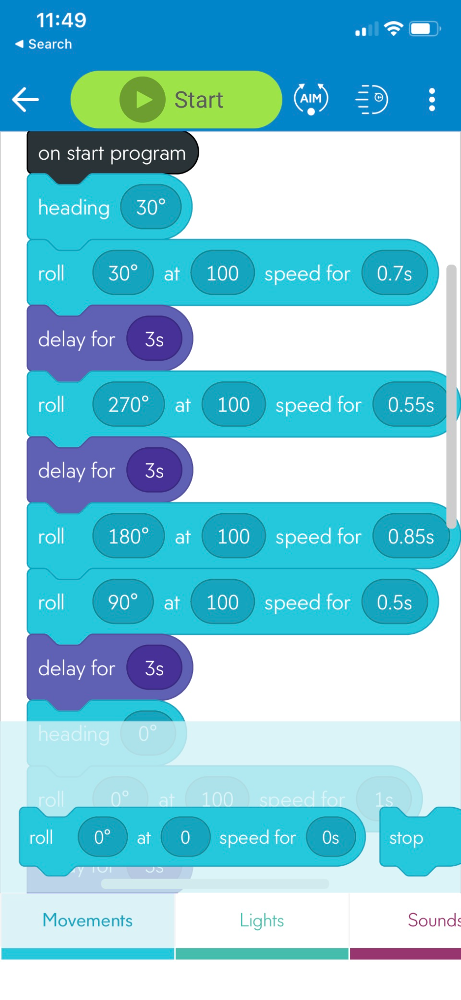 11:49
Search
Start
AIM
on start program
heading 30°
roll 30° at 100 speed for 0.7s
delay for 3s
roll 270° at 100 speed for 0.55s
delay for 3s
roll 180° at 100 speed for 0.85s
roll 90° at 100 speed for 0.5s
delay for 3s
heading 0°
roll 0° at 100 speed for 1s
roll 0° at 0 speed for 0s stop
Movements Lights Sounds